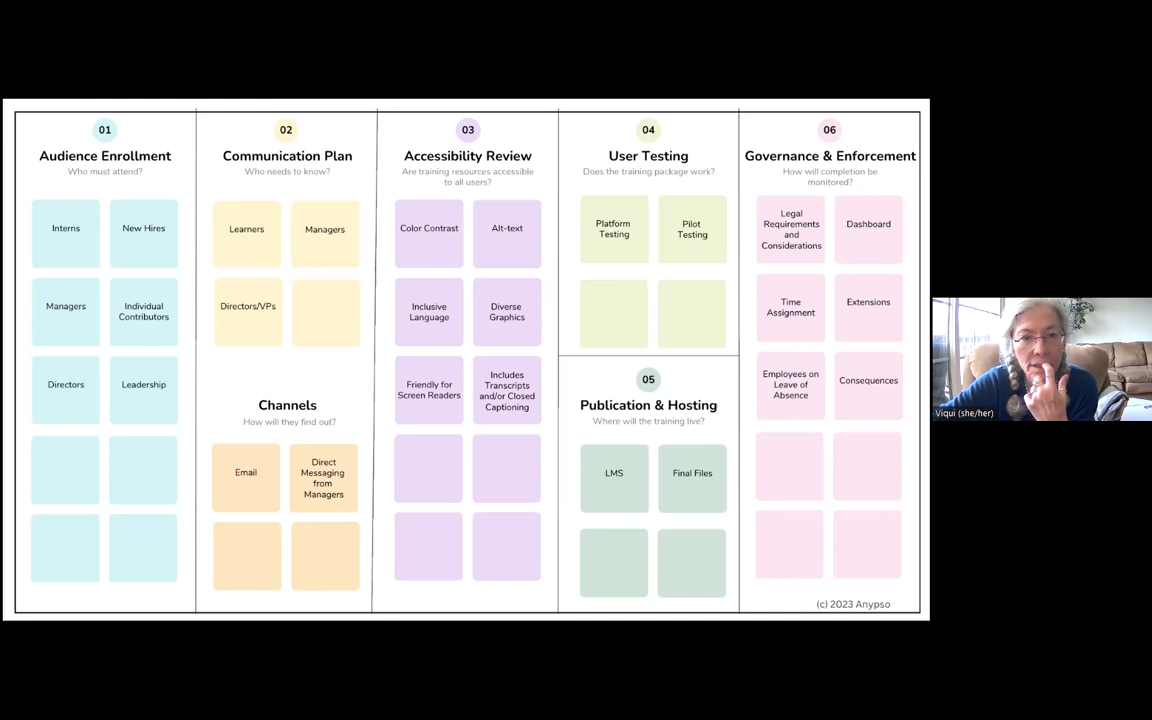 01
Audience Enrollment
Who must attend?
Interns
New Hires
Managers
Individual
Contributors
Directors
Leadership
02
Communication Plan
Who needs to know?
Learners
Managers
Directors/VPs
Channels
How will they find out?
Email
Direct
Messaging
from
Managers
03
Accessibility Review
Are training resources accessible
to all users?
Color Contrast
Alt-text
Inclusive
Language
Diverse
Graphics
Friendly for
Screen Readers
Includes
Transcripts
and/or Closed
Captioning
04
User Testing
Does the training package work?
Platform
Testing
Pilot
Testing
05
Publication & Hosting
Where will the training live?
LMS
Final Files
06
Governance & Enforcement
How will completion be
monitored?
Legal
Requirements
and
Considerations
Dashboard
Time
Assignment
Extensions
Employees on
Leave of
Absence
Consequences
(c) 2023 Anypso
Viqui (she/her)